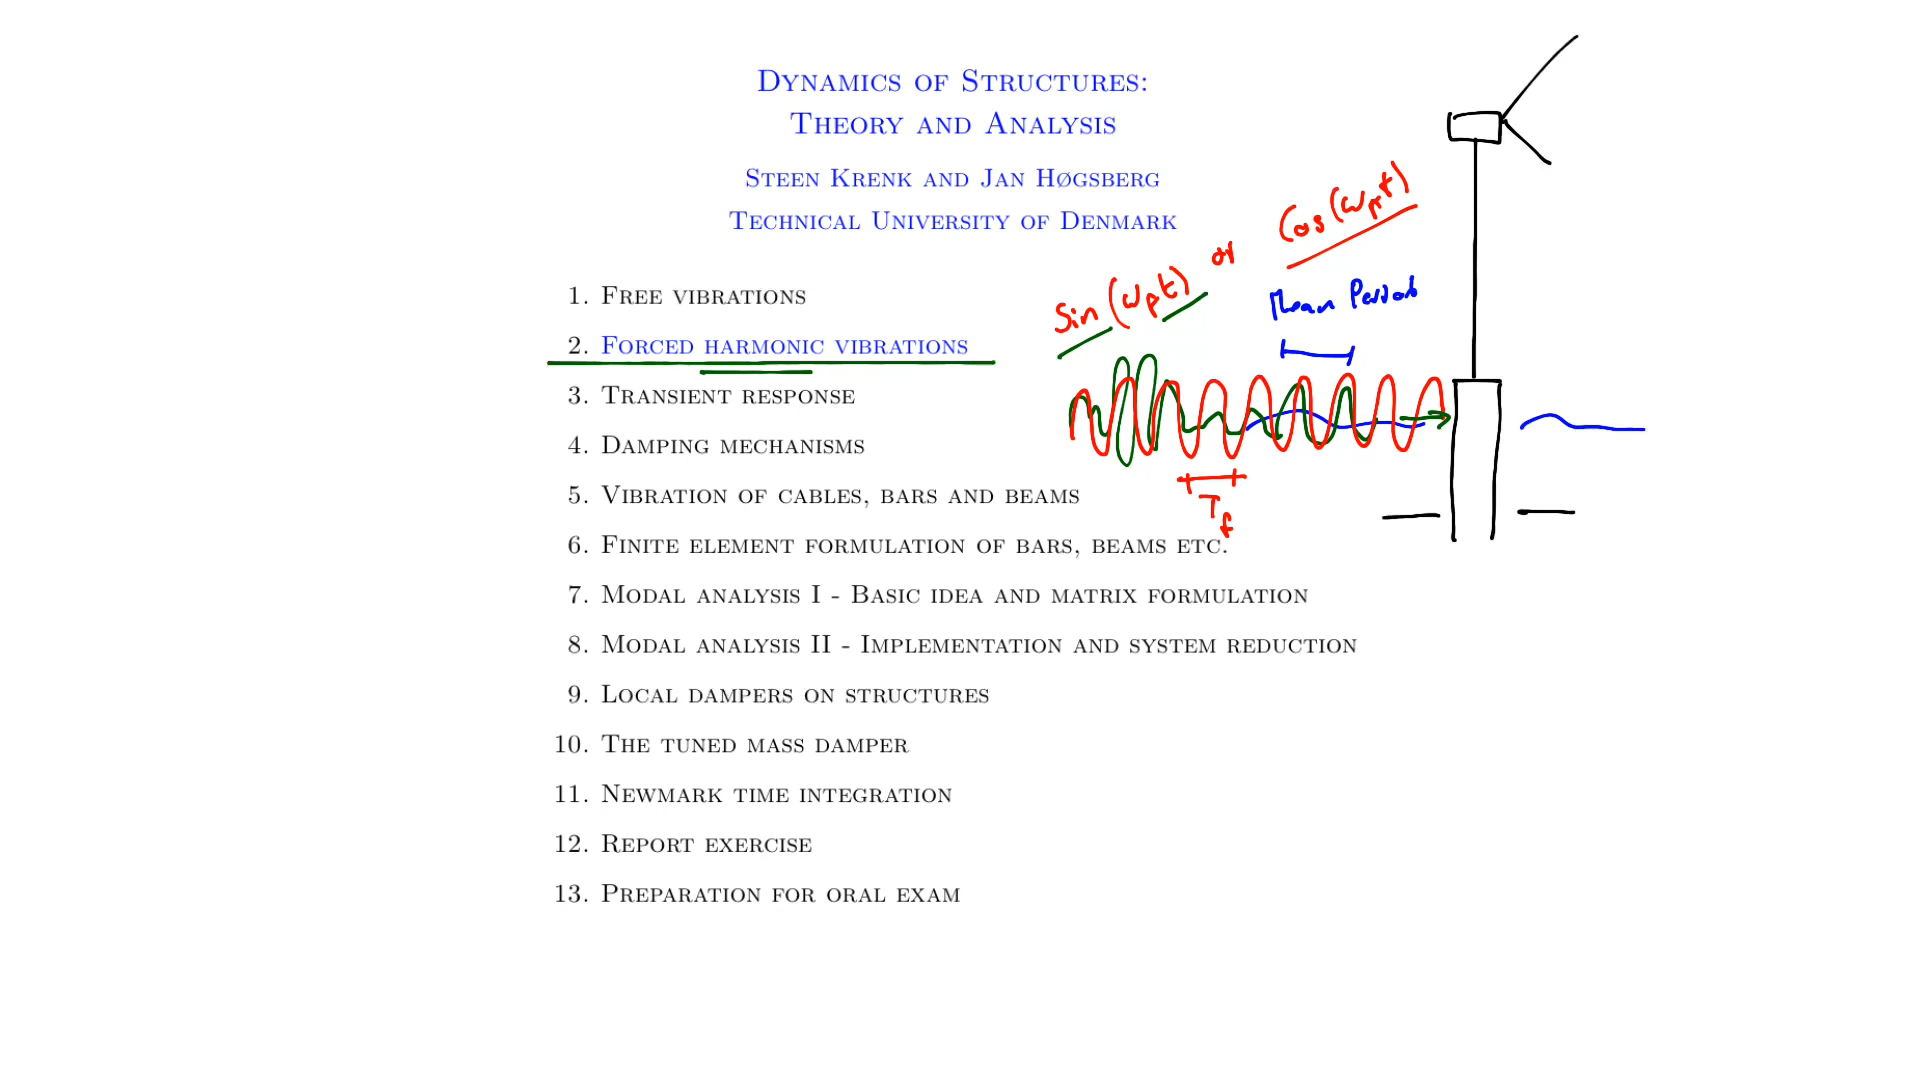 DYNAMICS OF STRUCTURES:
THEORY AND ANALYSIS
STEEN KRENK AND JAN HØGSBERG
TECHNICAL UNIVERSITY OF DENMARK
1. FREE VIBRATIONS
2. FORCED HARMONIC VIBRATIONS
3. TRANSIENT RESPONSE
4. DAMPING MECHANISMS
5. VIBRATION OF CABLES, BARS AND BEAMS
6. FINITE ELEMENT FORMULATION OF BARS, BEAMS ETC.
7. MODAL ANALYSIS I - BASIC IDEA AND MATRIX FORMULATION
8. MODAL ANALYSIS II - IMPLEMENTATION AND SYSTEM REDUCTION
9. LOCAL DAMPERS ON STRUCTURES
10. THE TUNED MASS DAMPER
11. NEWMARK TIME INTEGRATION
12. REPORT EXERCISE
13. PREPARATION FOR ORAL EXAM
Sin(ωpt) or Cos(ωpt)
Mean Period
Tf